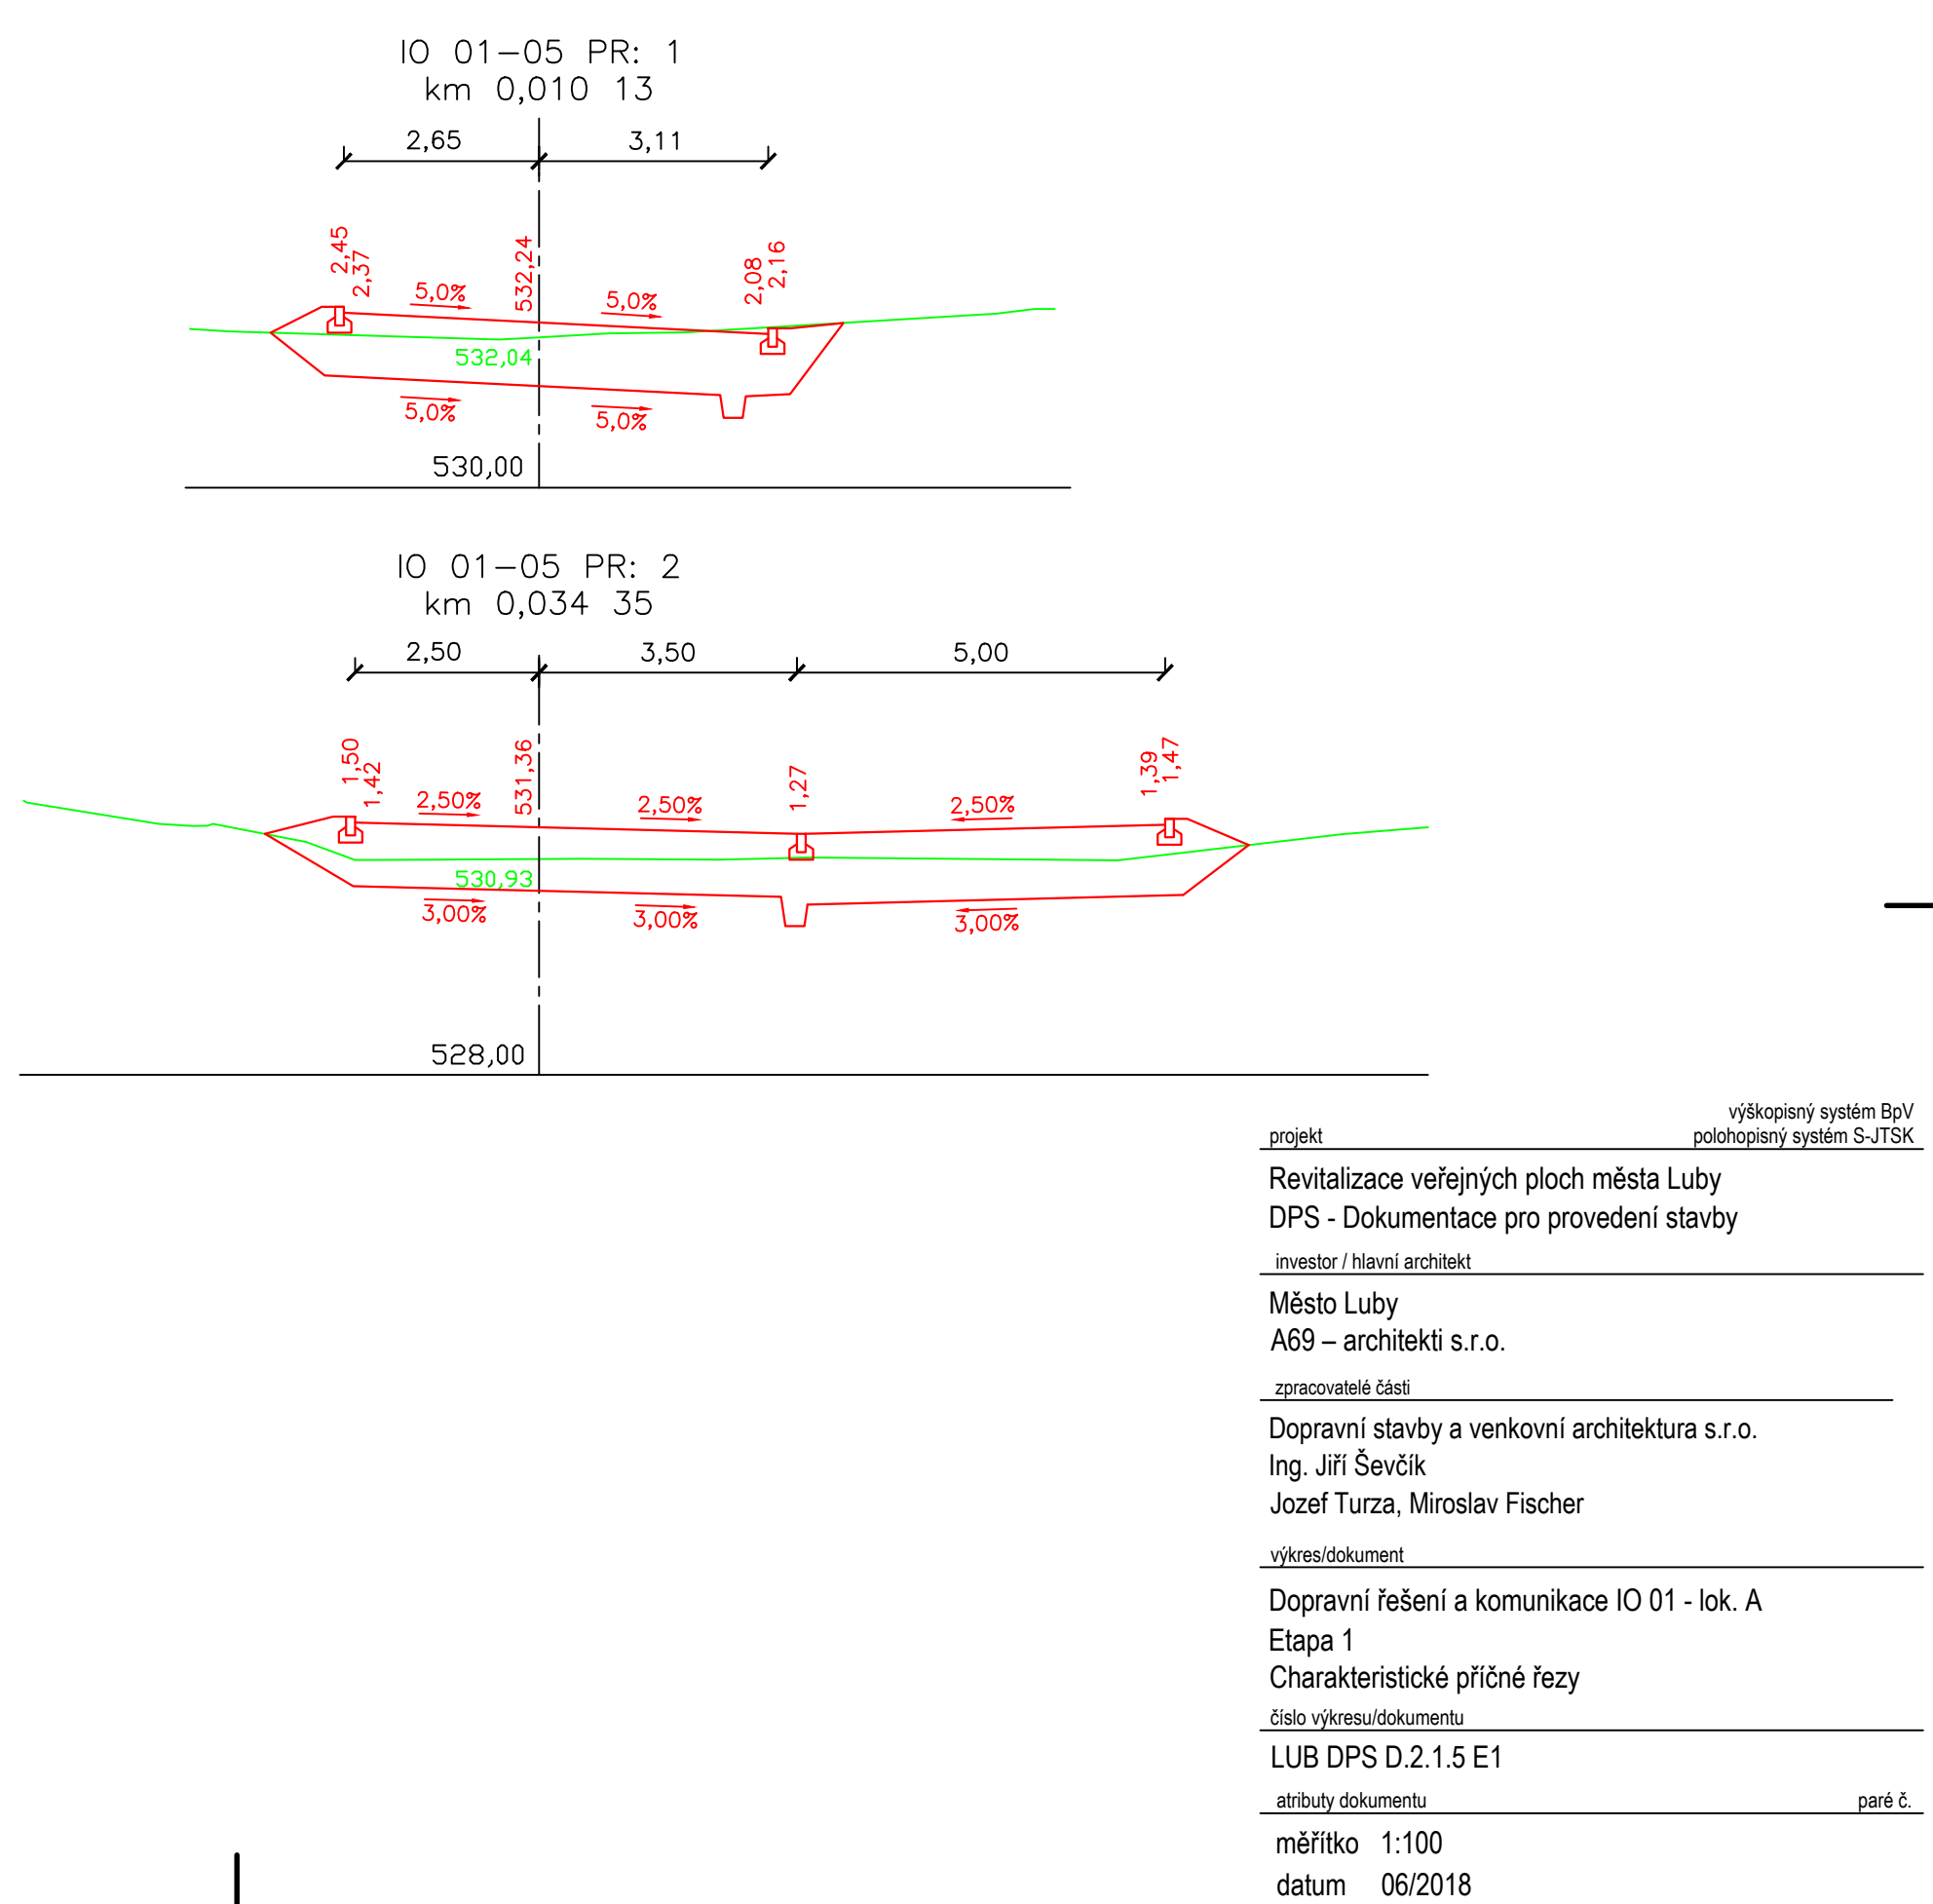 IO 01-05 PR: 1
km 0,010 13
2,65 3,11
2,45
2,37
532,24
2,08
2,16
5,0% 5,0%
532,04
5,0% 5,0%
530,00
IO 01-05 PR: 2
km 0,034 35
2,50 3,50 5,00
1,50
1,42
531,36
1,27
1,39
1,47
2,50% 2,50% 2,50%
530,93
3,00% 3,00% 3,00%
528,00
výškopisný systém BpV
projekt polohopisný systém S-JTSK
Revitalizace veřejných ploch města Luby
DPS - Dokumentace pro provedení stavby
investor / hlavní architekt
Město Luby
A69 – architekti s.r.o.
zpracovatelé části
Dopravní stavby a venkovní architektura s.r.o.
Ing. Jiří Ševčík
Jozef Turza, Miroslav Fischer
výkres/dokument
Dopravní řešení a komunikace IO 01 - lok. A
Etapa 1
Charakteristické příčné řezy
číslo výkresu/dokumentu
LUB DPS D.2.1.5 E1
atributy dokumentu paré č.
měřítko 1:100
datum 06/2018